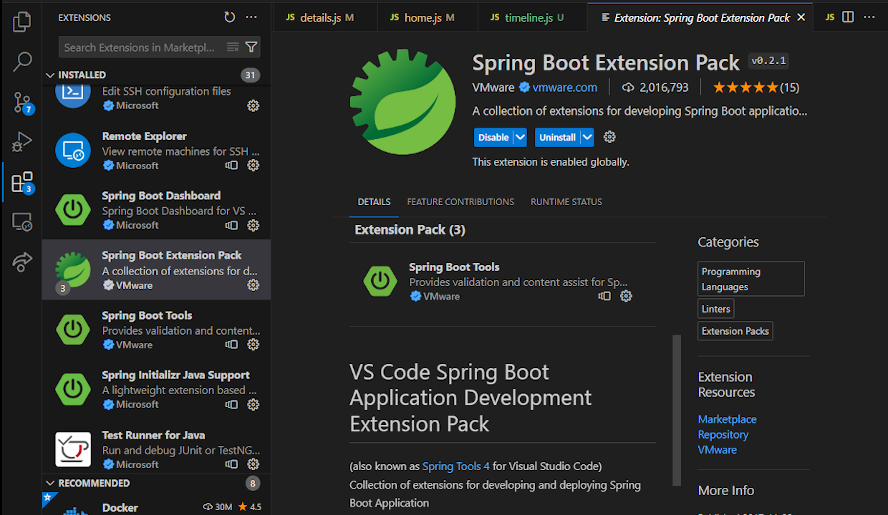 EXTENSIONS
Search Extensions in Marketpl...
INSTALLED
31
Edit SSH configuration files
Microsoft
Remote Explorer
View remote machines for SSH ...
Microsoft
Spring Boot Dashboard
Spring Boot Dashboard for VS ...
Microsoft
Spring Boot Extension Pack
A collection of extensions for d...
VMware
3
Spring Boot Tools
Provides validation and content...
VMware
Spring Initializr Java Support
A lightweight extension based ...
Microsoft
Test Runner for Java
Run and debug JUnit or TestNG...
Microsoft
RECOMMENDED
8
Docker
30M
4.5
7
3
JS details.js M
JS home.js M
JS timeline.js U
Extension: Spring Boot Extension Pack
JS
Spring Boot Extension Pack v0.2.1
VMware vmware.com 2,016,793 (15)
A collection of extensions for developing Spring Boot applicatio...
Disable
Uninstall
This extension is enabled globally.
DETAILS
FEATURE CONTRIBUTIONS
RUNTIME STATUS
Extension Pack (3)
Spring Boot Tools
Provides validation and content assist for Sp...
VMware
VS Code Spring Boot
Application Development
Extension Pack
(also known as Spring Tools 4 for Visual Studio Code)
Collection of extensions for developing and deploying Spring
Boot Application
Categories
Programming
Languages
Linters
Extension Packs
Extension
Resources
Marketplace
Repository
VMware
More Info